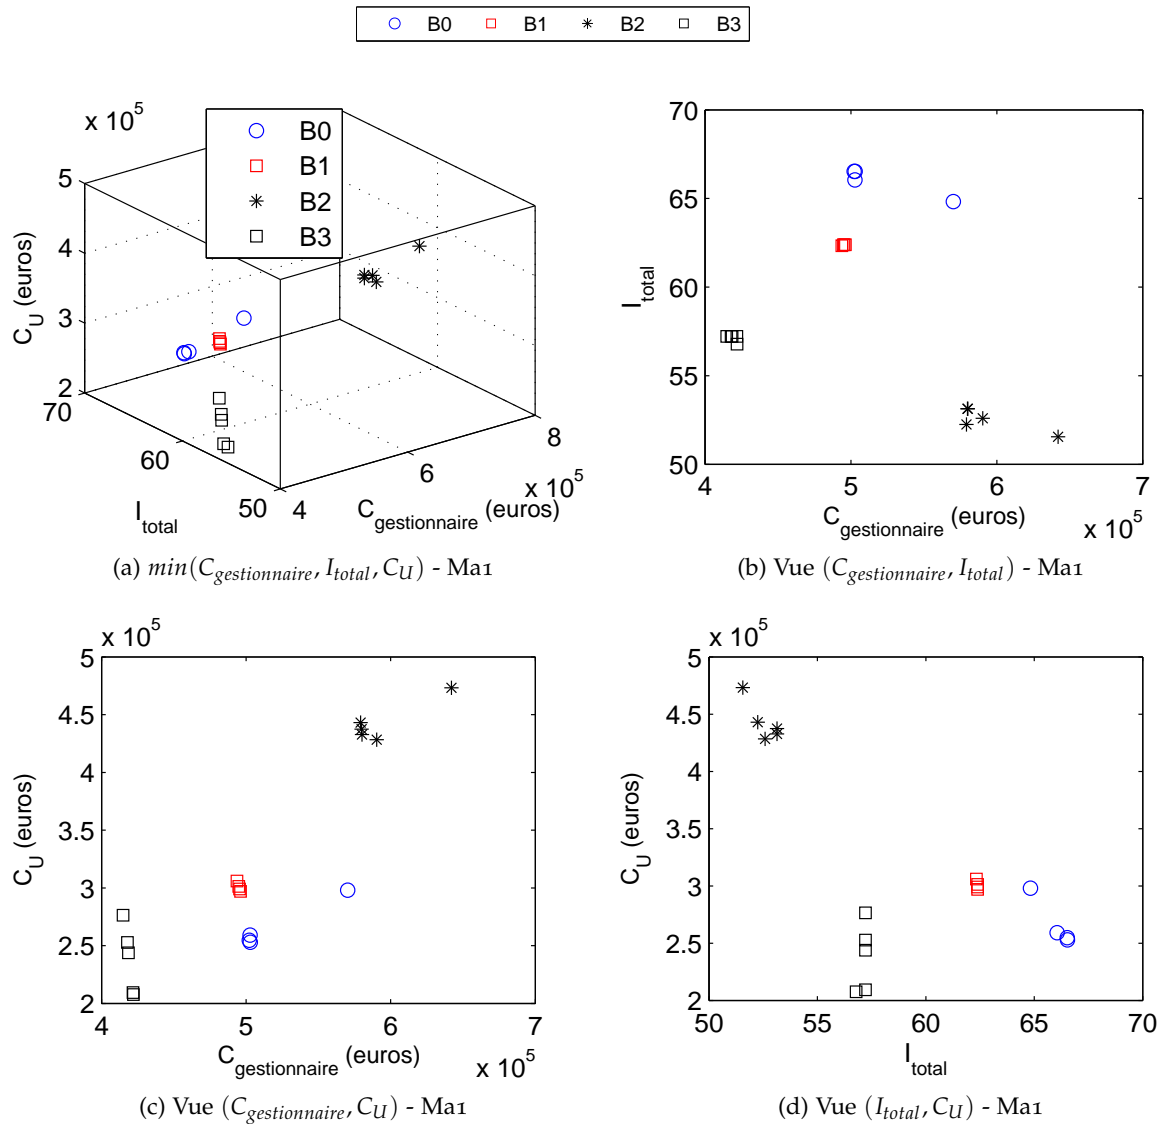 B0 B1 B2 B3
x 10^5
B0
B1
B2
B3
5
4
3
2
C_U (euros)
70
60
50
I_total
4
6
8
x 10^5
C_gestionnaire (euros)
(a) min(C_gestionnaire, I_total, C_U) - Ma1
70
65
60
55
50
I_total
4 5 6 7
C_gestionnaire (euros)
x 10^5
(b) Vue (C_gestionnaire, I_total) - Ma1
x 10^5
5
4.5
4
3.5
3
2.5
2
C_U (euros)
4 5 6 7
C_gestionnaire (euros)
x 10^5
(c) Vue (C_gestionnaire, C_U) - Ma1
x 10^5
5
4.5
4
3.5
3
2.5
2
C_U (euros)
50 55 60 65 70
I_total
(d) Vue (I_total, C_U) - Ma1